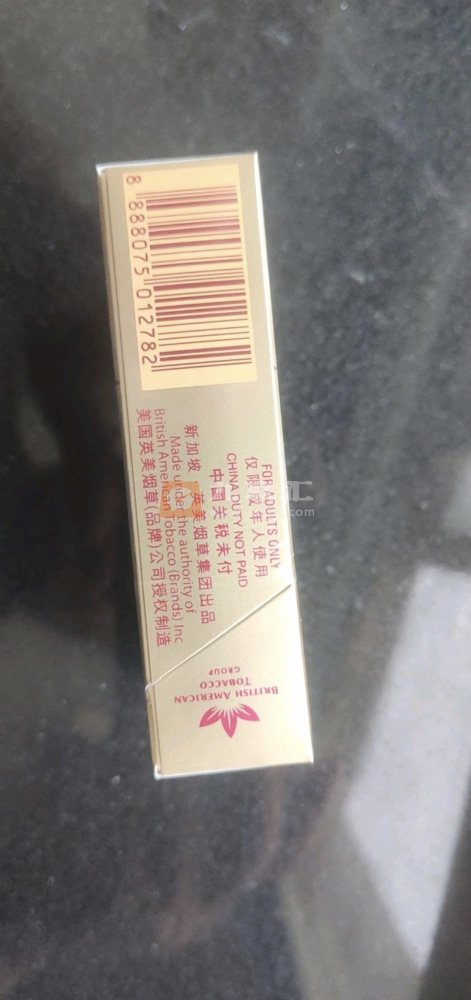 8 888075 012782
FOR ADULTS ONLY
仅限成年人使用
CHINA DUTY NOT PAID
中国关税未付
新加坡 英美烟草集团出品
Made under the authority of
British American Tobacco (Brands) Inc
美国英美烟草(品牌)公司授权制造
BRITISH AMERICAN
TOBACCO
GROUP